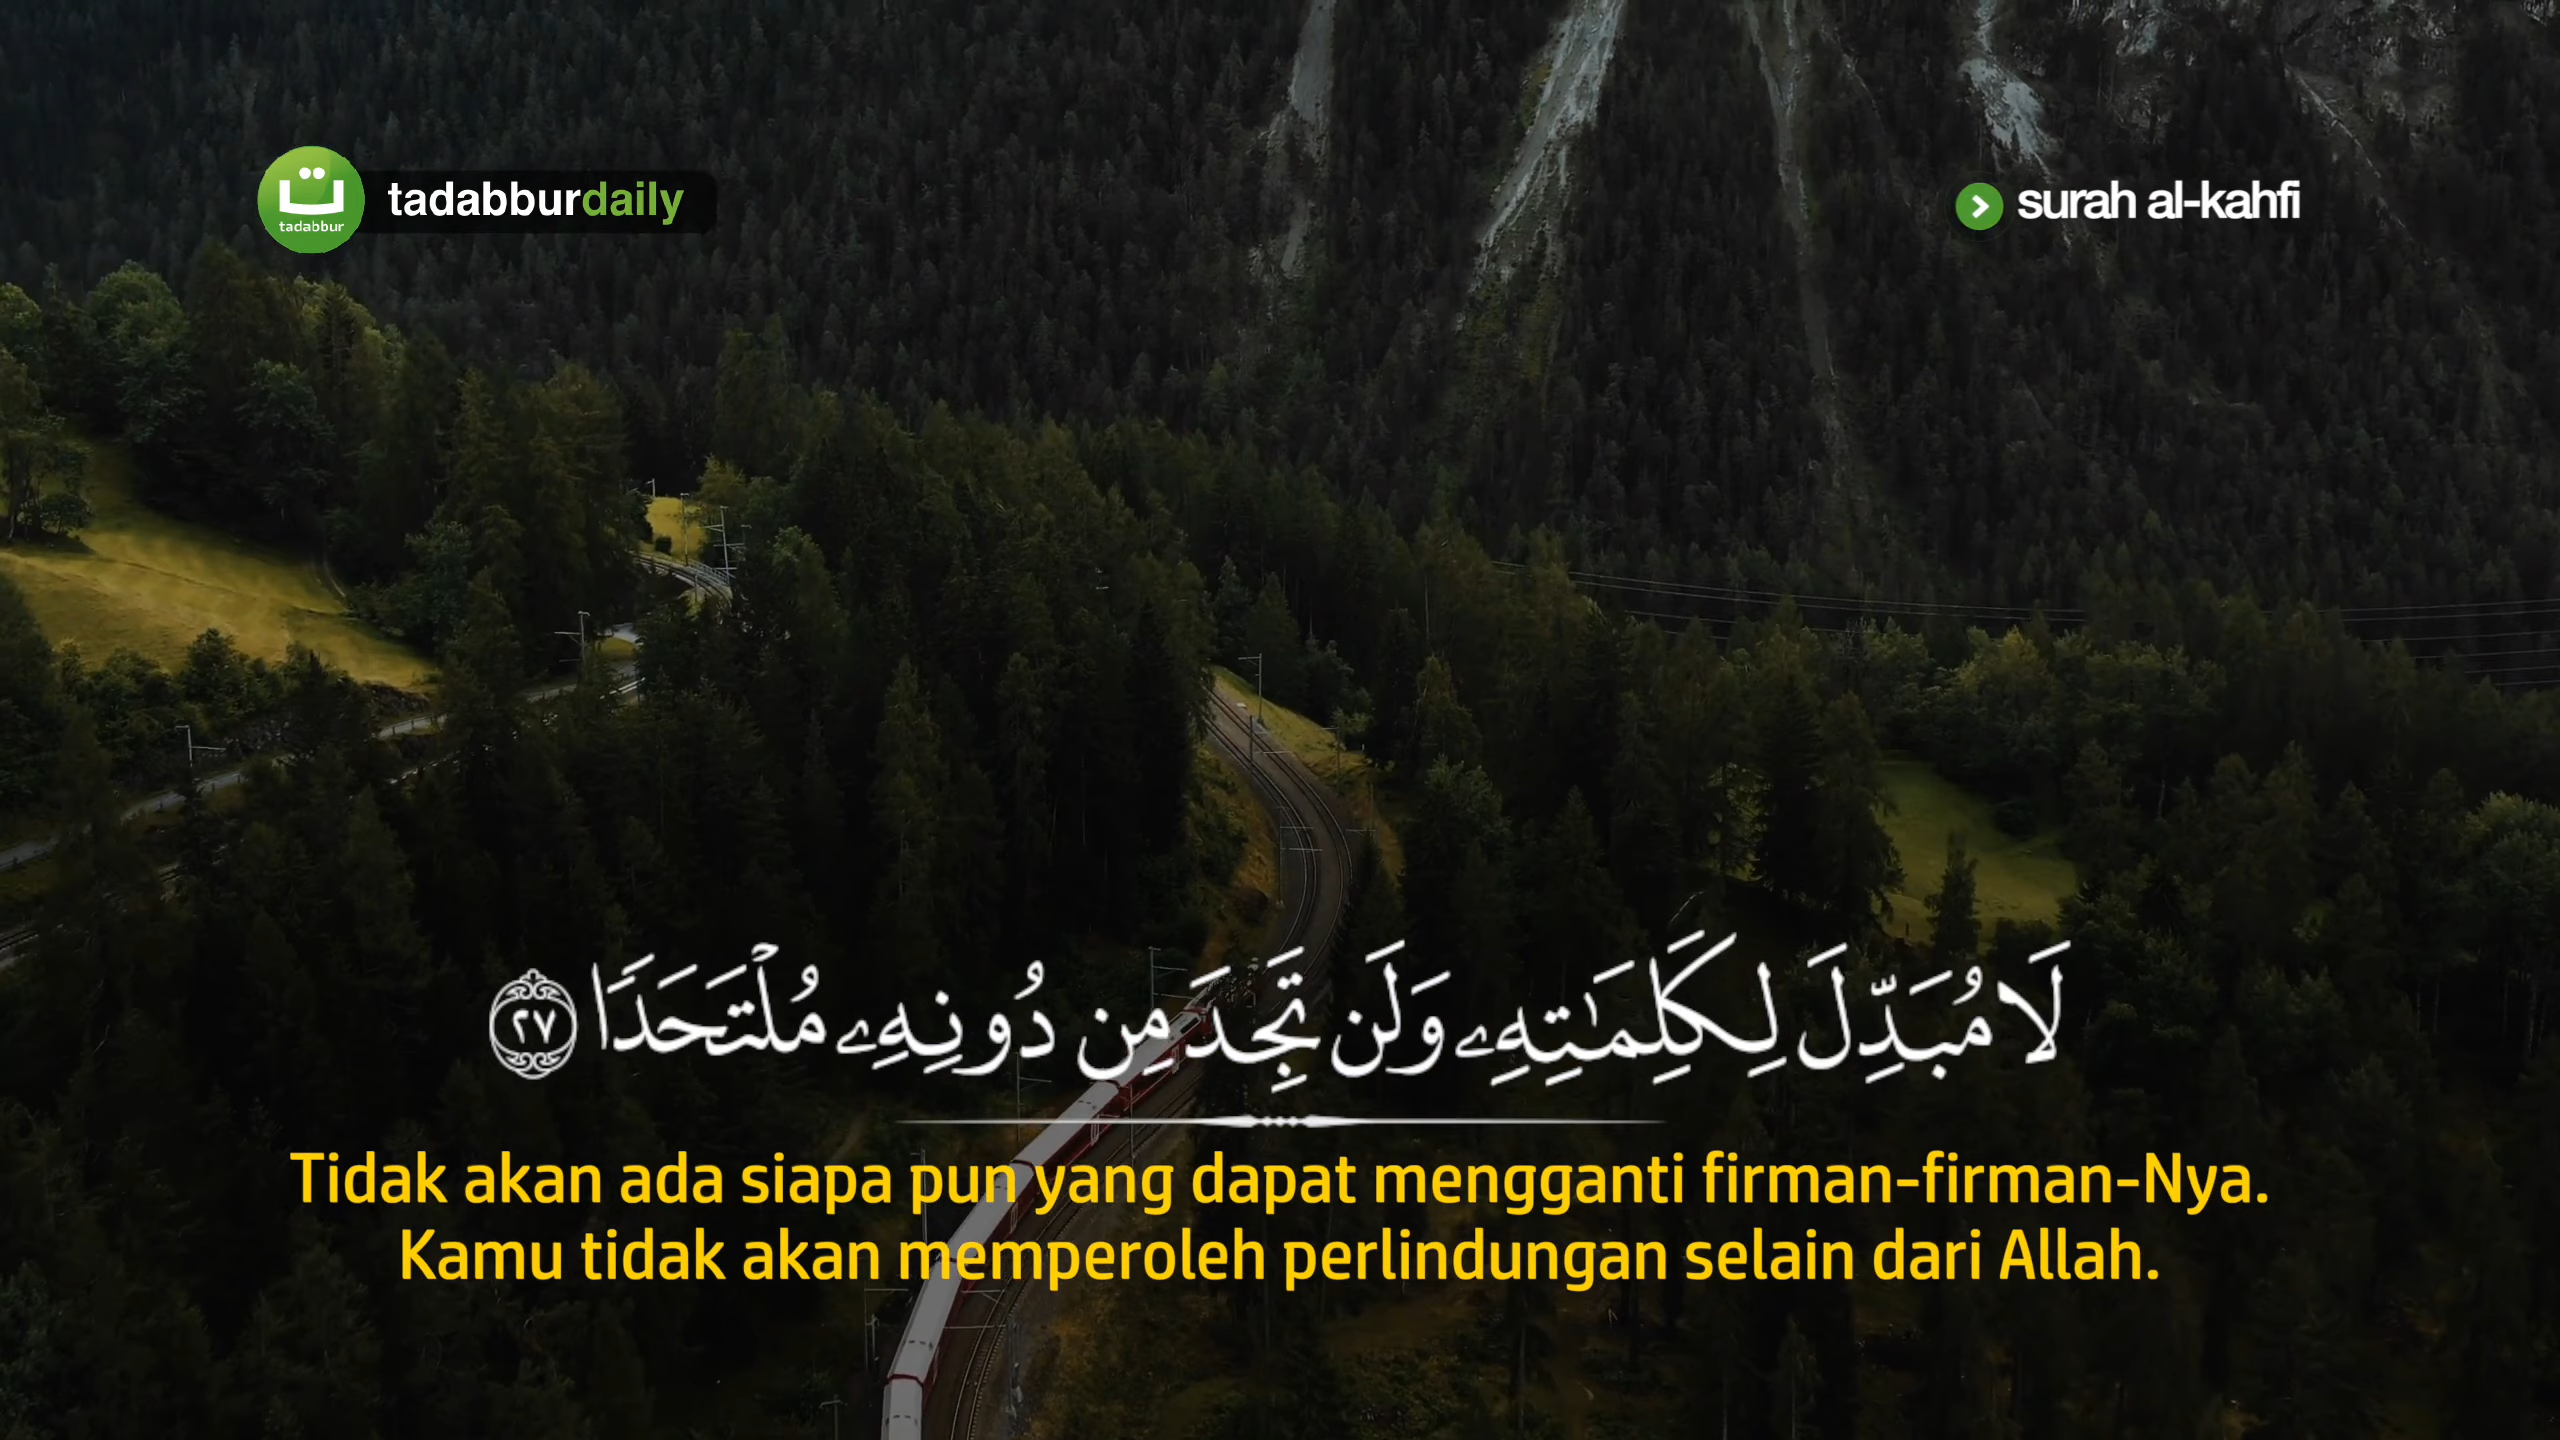 ت
tadabbur
tadabburdaily
surah al-kahfi
لَا مُبَدِّلَ لِكَلِمَـٰتِهِۦ وَلَن تَجِدَ مِن دُونِهِۦ مُلْتَحَدًا ٢٧
Tidak akan ada siapa pun yang dapat mengganti firman-firman-Nya.
Kamu tidak akan memperoleh perlindungan selain dari Allah.